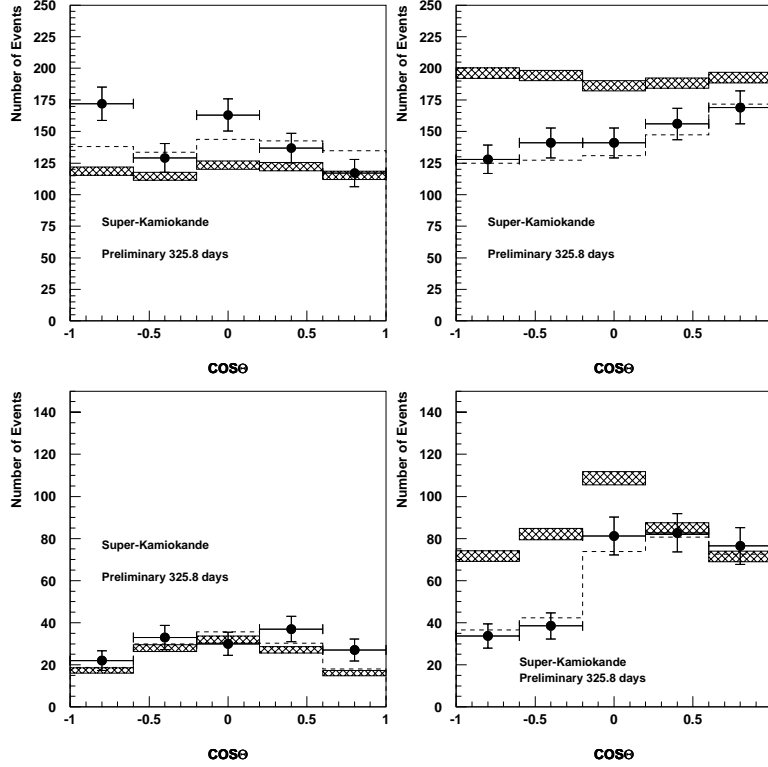 Number of Events
250
225
200
175
150
125
100
75
50
25
0
Super-Kamiokande
Preliminary 325.8 days
-1 -0.5 0 0.5 1
COSΘ
Number of Events
250
225
200
175
150
125
100
75
50
25
0
Super-Kamiokande
Preliminary 325.8 days
-1 -0.5 0 0.5
COSΘ
Number of Events
140
120
100
80
60
40
20
0
Super-Kamiokande
Preliminary 325.8 days
-1 -0.5 0 0.5 1
COSΘ
Number of Events
140
120
100
80
60
40
20
0
Super-Kamiokande
Preliminary 325.8 days
-1 -0.5 0 0.5
COSΘ